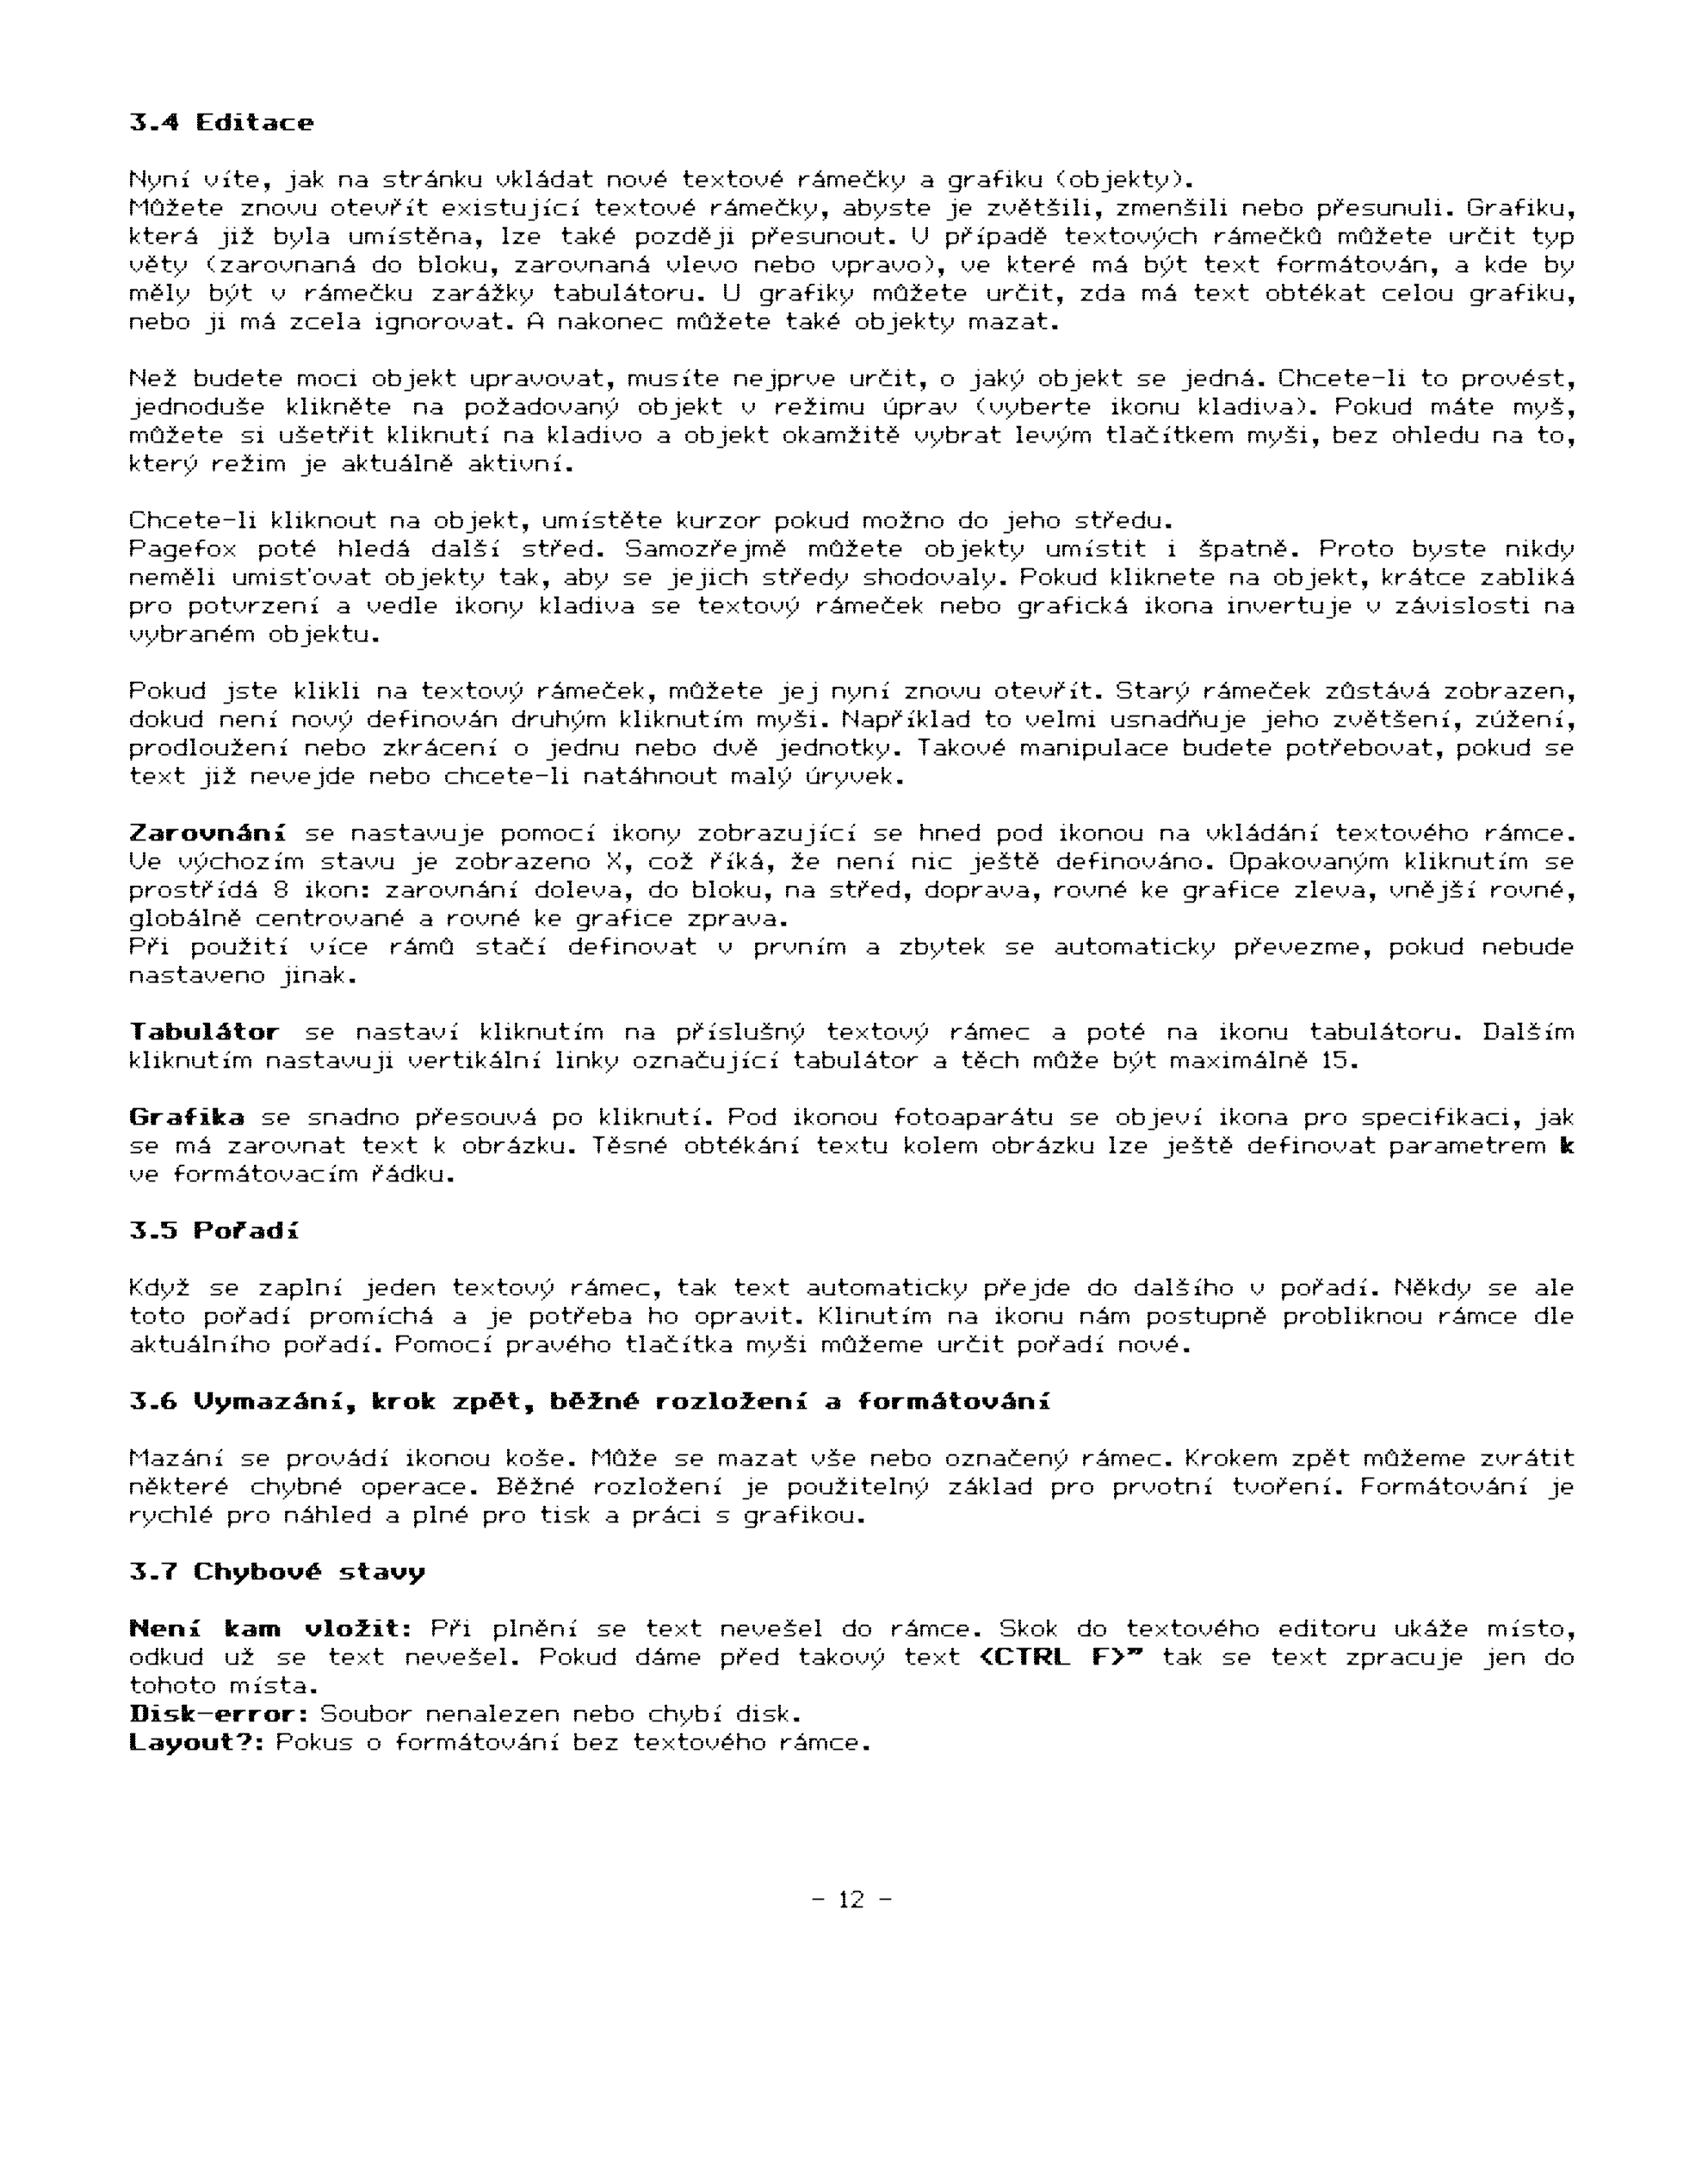 3.4 Editace
Nyní víte, jak na stránku vkládat nové textové rámečky a grafiku (objekty).
Můžete znovu otevřít existující textové rámečky, abyste je zvětšili, zmenšili nebo přesunuli. Grafiku,
která již byla umístěna, lze také později přesunout. V případě textových rámečků můžete určit typ
věty (zarovnaná do bloku, zarovnaná vlevo nebo vpravo), ve které má být text formátován, a kde by
měly být v rámečku zarážky tabulátoru. U grafiky můžete určit, zda má text obtékat celou grafiku,
nebo ji má zcela ignorovat. A nakonec můžete také objekty mazat.
Než budete moci objekt upravovat, musíte nejprve určit, o jaký objekt se jedná. Chcete-li to provést,
jednoduše klikněte na požadovaný objekt v režimu úprav (vyberte ikonu kladiva). Pokud máte myš,
můžete si ušetřit kliknutí na kladivo a objekt okamžitě vybrat levým tlačítkem myši, bez ohledu na to,
který režim je aktuálně aktivní.
Chcete-li kliknout na objekt, umístěte kurzor pokud možno do jeho středu.
Pagefox poté hledá další střed. Samozřejmě můžete objekty umístit i špatně. Proto byste nikdy
neměli umisťovat objekty tak, aby se jejich středy shodovaly. Pokud kliknete na objekt, krátce zabliká
pro potvrzení a vedle ikony kladiva se textový rámeček nebo grafická ikona invertuje v závislosti na
vybraném objektu.
Pokud jste klikli na textový rámeček, můžete jej nyní znovu otevřít. Starý rámeček zůstává zobrazen,
dokud není nový definován druhým kliknutím myši. Například to velmi usnadňuje jeho zvětšení, zúžení,
prodloužení nebo zkrácení o jednu nebo dvě jednotky. Takové manipulace budete potřebovat, pokud se
text již nevejde nebo chcete-li natáhnout malý úryvek.
Zarovnání se nastavuje pomocí ikony zobrazující se hned pod ikonou na vkládání textového rámce.
Ve výchozím stavu je zobrazeno X, což říká, že není nic ještě definováno. Opakovaným kliknutím se
prostřídá 8 ikon: zarovnání doleva, do bloku, na střed, doprava, rovné ke grafice zleva, vnější rovné,
globálně centrované a rovné ke grafice zprava.
Při použití více rámů stačí definovat v prvním a zbytek se automaticky převezme, pokud nebude
nastaveno jinak.
Tabulátor se nastaví kliknutím na příslušný textový rámec a poté na ikonu tabulátoru. Dalším
kliknutím nastavuji vertikální linky označující tabulátor a těch může být maximálně 15.
Grafika se snadno přesouvá po kliknutí. Pod ikonou fotoaparátu se objeví ikona pro specifikaci, jak
se má zarovnat text k obrázku. Těsné obtékání textu kolem obrázku lze ještě definovat parametrem k
ve formátovacím řádku.
3.5 Pořadí
Když se zaplní jeden textový rámec, tak text automaticky přejde do dalšího v pořadí. Někdy se ale
toto pořadí promíchá a je potřeba ho opravit. Klinutím na ikonu nám postupně probliknou rámce dle
aktuálního pořadí. Pomocí pravého tlačítka myši můžeme určit pořadí nové.
3.6 Vymazání, krok zpět, běžné rozložení a formátování
Mazání se provádí ikonou koše. Může se mazat vše nebo označený rámec. Krokem zpět můžeme zvrátit
některé chybné operace. Běžné rozložení je použitelný základ pro prvotní tvoření. Formátování je
rychlé pro náhled a plné pro tisk a práci s grafikou.
3.7 Chybové stavy
Není kam vložit: Při plnění se text nevešel do rámce. Skok do textového editoru ukáže místo,
odkud už se text nevešel. Pokud dáme před takový text <CTRL F>" tak se text zpracuje jen do
tohoto místa.
Disk-error: Soubor nenalezen nebo chybí disk.
Layout?: Pokus o formátování bez textového rámce.
- 12 -